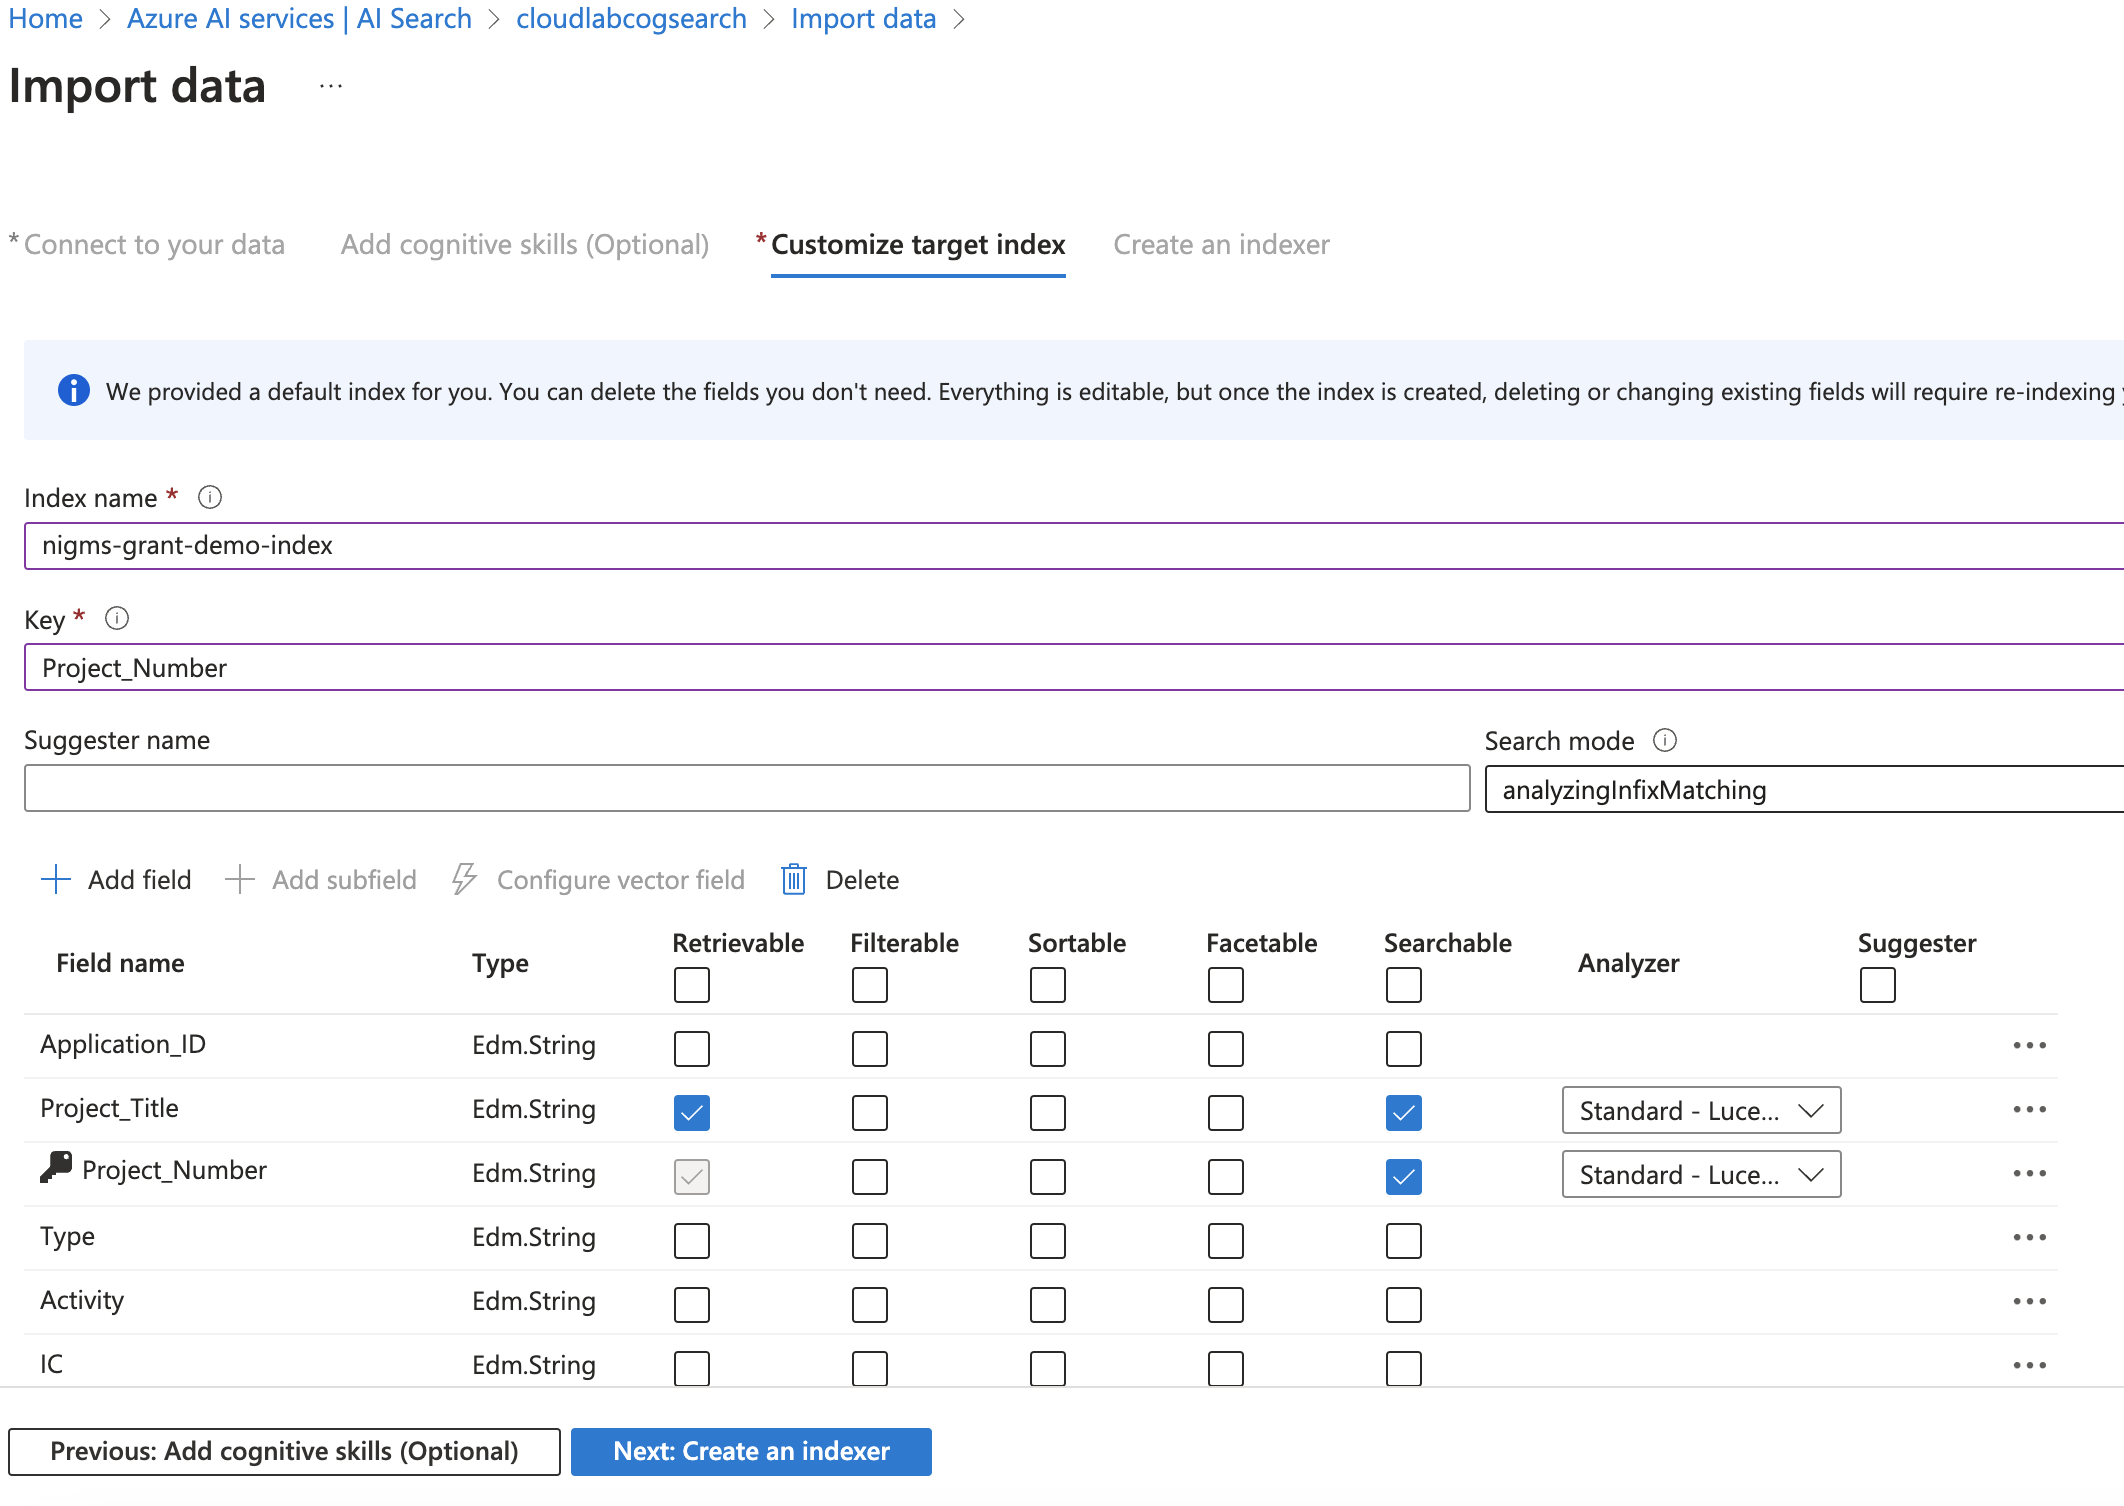 Home > Azure AI services | AI Search > cloudlabcogsearch > Import data >
Import data ...
* Connect to your data Add cognitive skills (Optional) * Customize target index Create an indexer
We provided a default index for you. You can delete the fields you don't need. Everything is editable, but once the index is created, deleting or changing existing fields will require re-indexing
Index name *
nigms-grant-demo-index
Key *
Project_Number
Suggester name Search mode
analyzingInfixMatching
Add field Add subfield Configure vector field Delete
Field name Type Retrievable Filterable Sortable Facetable Searchable Analyzer Suggester
Application_ID Edm.String
Project_Title Edm.String Standard - Luce...
Project_Number Edm.String Standard - Luce...
Type Edm.String
Activity Edm.String
IC Edm.String
Previous: Add cognitive skills (Optional) Next: Create an indexer